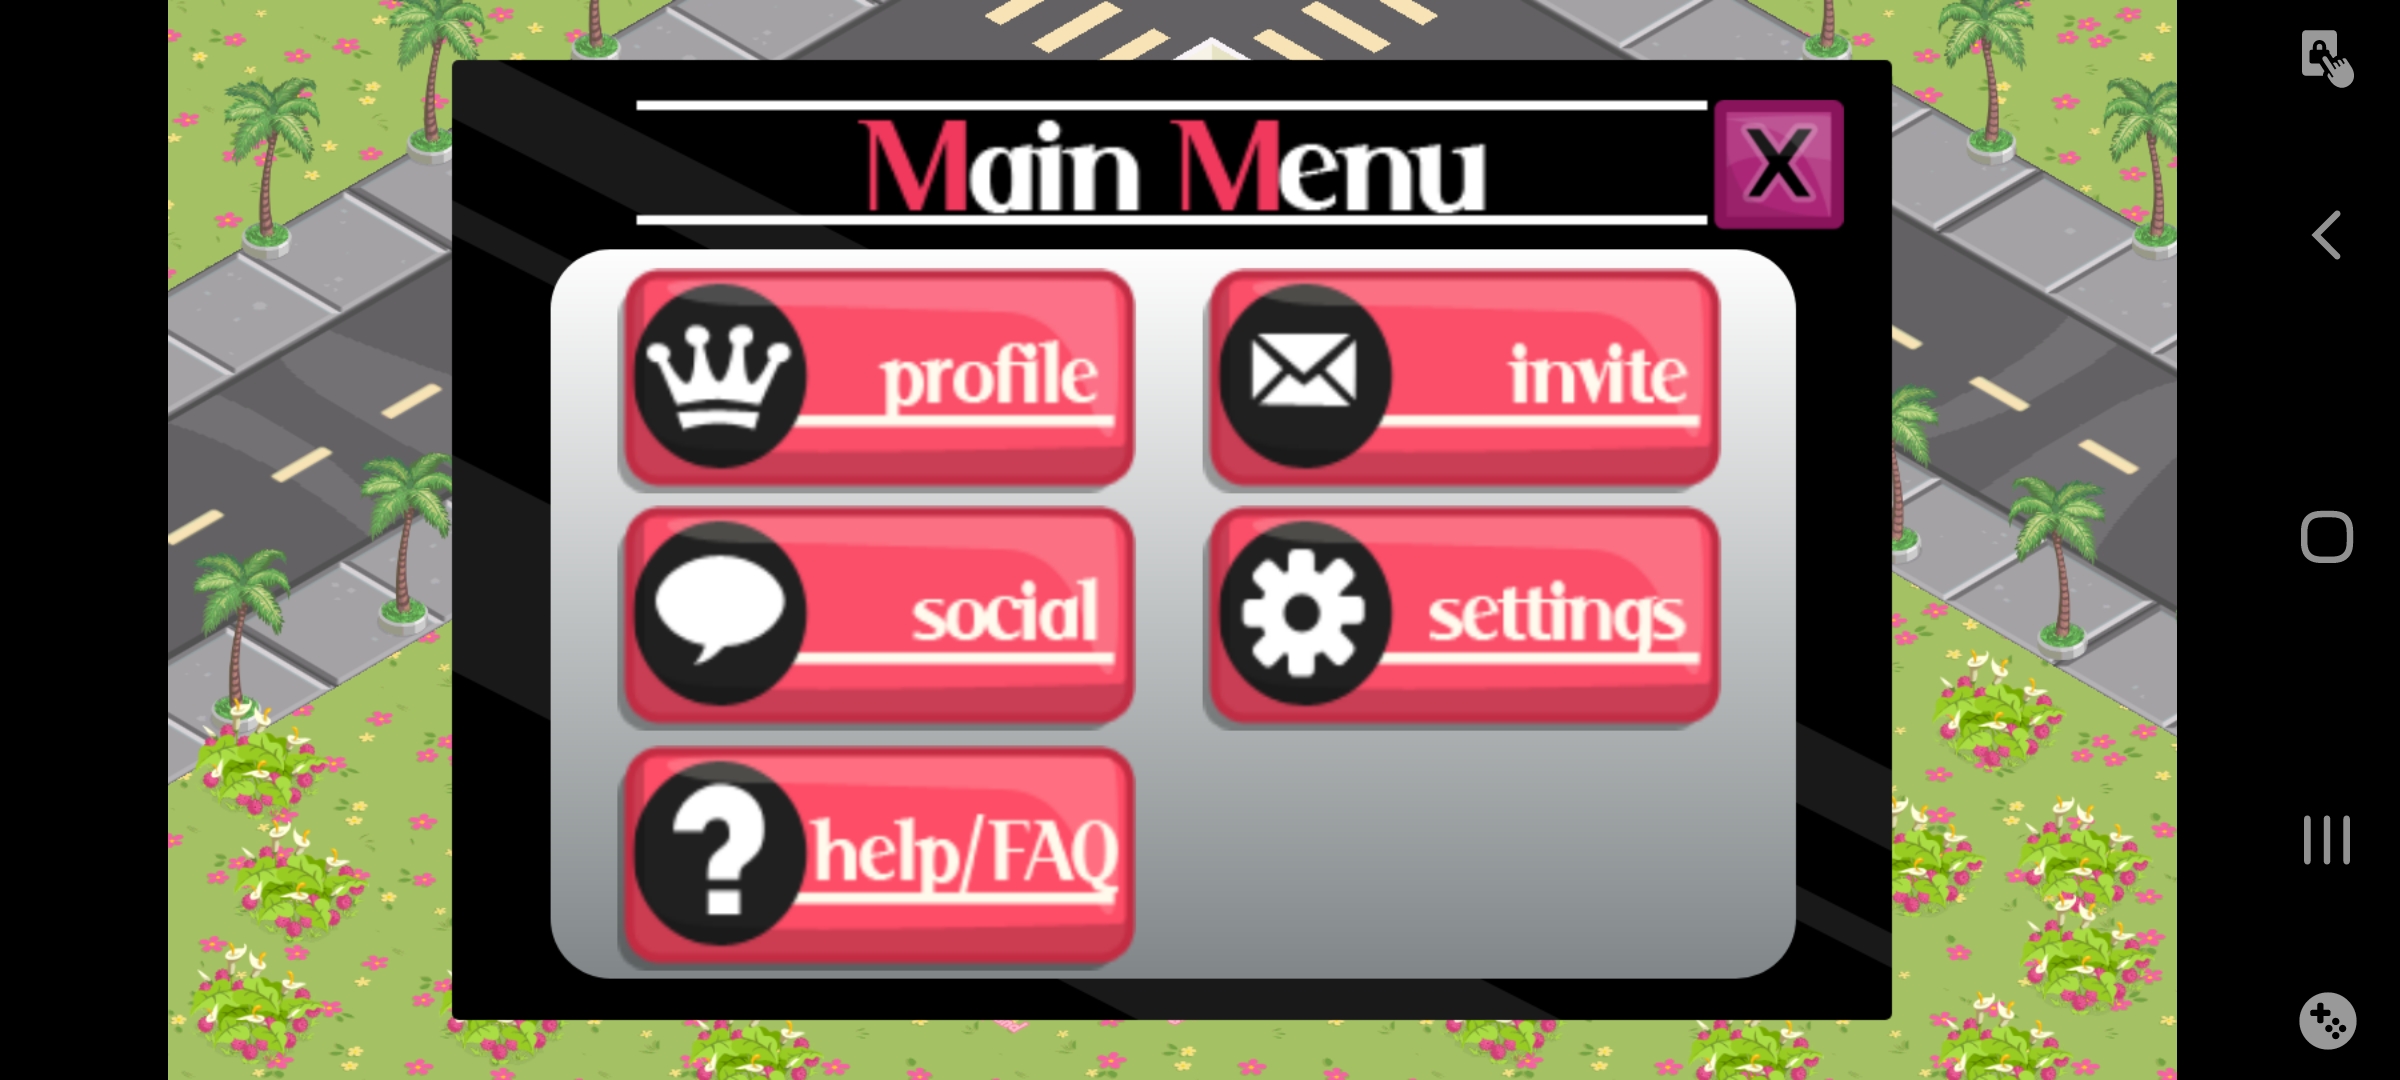 Main Menu
X
profile
invite
social
settings
help/FAQ